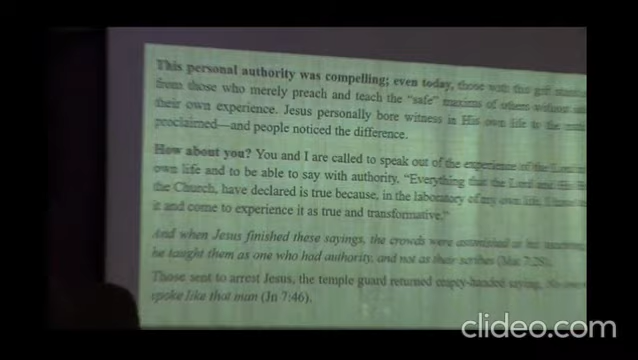 This personal authority was compelling; even today, those with this gift
from those who merely preach and teach the "safe" maxims of others without
their own experience. Jesus personally bore witness in His own life to the
proclaimed—and people noticed the difference.
How about you? You and I are called to speak out of the experience of the Lord in
own life and to be able to say with authority, "Everything that the Lord and His
the Church, have declared is true because, in the laboratory of my own life, I have
it and come to experience it as true and transformative."
And when Jesus finished these sayings, the crowds were astonished at his
he taught them as one who had authority, and not as their scribes (Mat 7:28).
Those sent to arrest Jesus, the temple guard returned empty-handed saying,
spoke like that man (Jn 7:46).
clideo.com